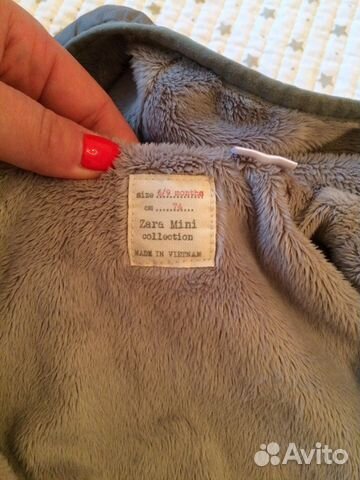 size 6/9 months
cm ..... 74 .....
Zara Mini
collection
MADE IN VIETNAM
Avito